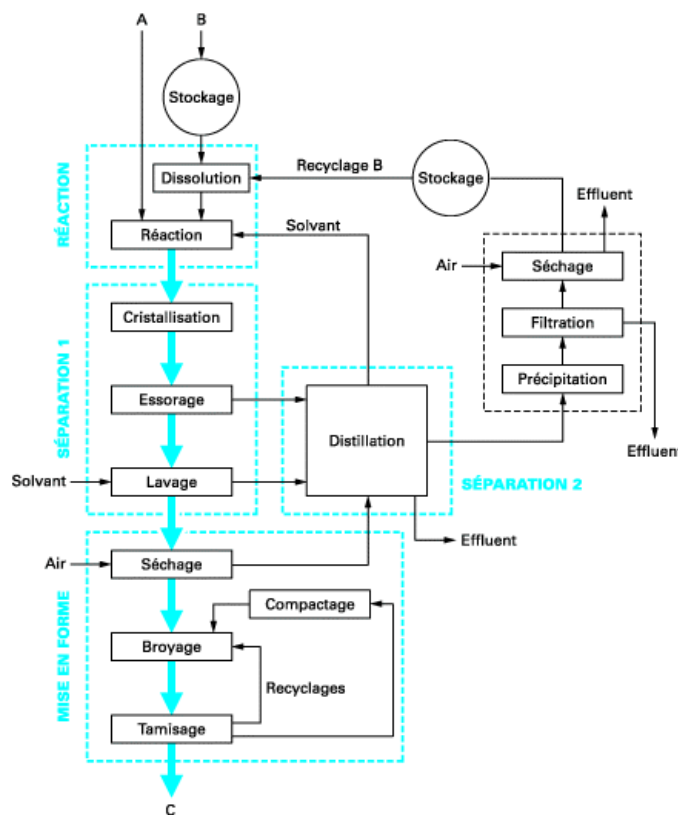 A
B
Stockage
RÉACTION
Dissolution
Recyclage B
Stockage
Effluent
Réaction
Solvant
Air
Séchage
SÉPARATION 1
Cristallisation
Filtration
Essorage
Précipitation
Distillation
Effluent
Solvant
Lavage
SÉPARATION 2
Effluent
MISE EN FORME
Air
Séchage
Compactage
Broyage
Recyclages
Tamisage
C